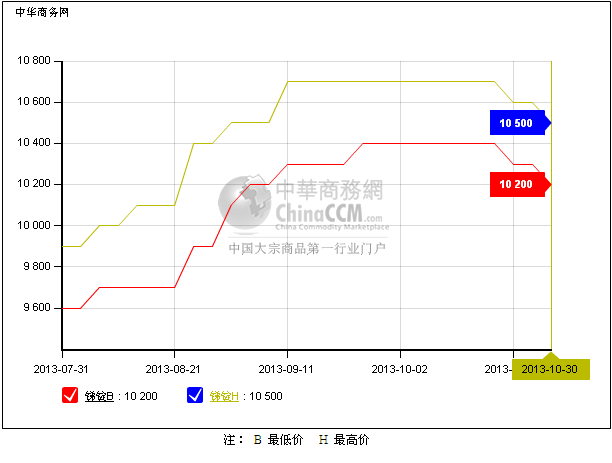 中华商务网
10 800
10 600
10 400
10 200
10 000
9 800
9 600
10 500
10 200
中華商務網
ChinaCCM.com
China Commodity Marketplace
中国大宗商品第一行业门户
2013-07-31
2013-08-21
2013-09-11
2013-10-02
2013-
2013-10-30
锑锭B : 10 200
锑锭H : 10 500
注： B 最低价 H 最高价